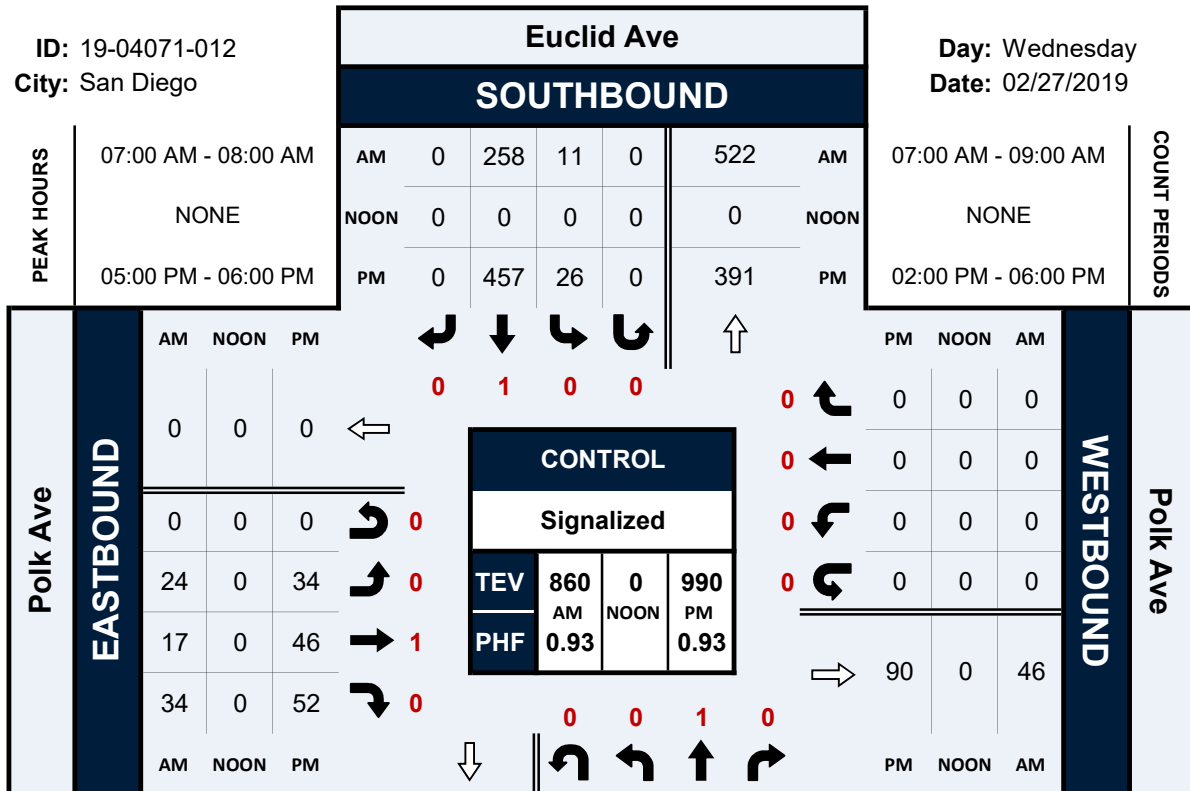 Euclid Ave
ID: 19-04071-012
Day: Wednesday
City: San Diego
Date: 02/27/2019
SOUTHBOUND
PEAK HOURS
07:00 AM - 08:00 AM
AM 0 258 11 0 522 AM
07:00 AM - 09:00 AM
COUNT PERIODS
NONE
NOON 0 0 0 0 0 NOON
NONE
05:00 PM - 06:00 PM
PM 0 457 26 0 391 PM
02:00 PM - 06:00 PM
AM NOON PM
PM NOON AM
0 1 0 0
0 0 0 0
0 0 0
0 0 0 0
CONTROL
Polk Ave
EASTBOUND
WESTBOUND
Polk Ave
0 0 0 0
Signalized
0 0 0 0
24 0 34 0
TEV 860 0 990
0 0 0 0
AM NOON PM
17 0 46 1
PHF 0.93 0.93
90 0 46
34 0 52 0
0 0 1 0
AM NOON PM
PM NOON AM